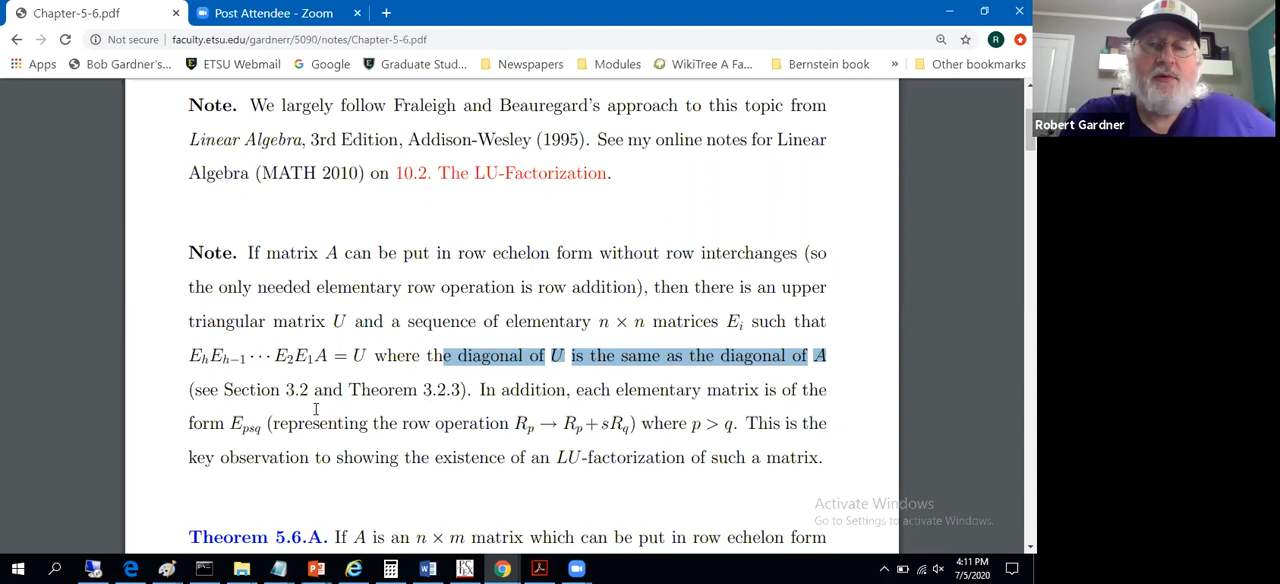 Chapter-5-6.pdf
Post Attendee - Zoom
Not secure | faculty.etsu.edu/gardnerr/5090/notes/Chapter-5-6.pdf
R
Apps
Bob Gardner's...
ETSU Webmail
Google
Graduate Stud...
Newspapers
Modules
WikiTree A Fa...
Bernstein book
»
Other bookmarks
Note. We largely follow Fraleigh and Beauregard's approach to this topic from
Linear Algebra, 3rd Edition, Addison-Wesley (1995). See my online notes for Linear
Algebra (MATH 2010) on 10.2. The LU-Factorization.
Note. If matrix A can be put in row echelon form without row interchanges (so
the only needed elementary row operation is row addition), then there is an upper
triangular matrix U and a sequence of elementary n × n matrices Eᵢ such that
EₕEₕ₋₁ · · · E₂E₁A = U where the diagonal of U is the same as the diagonal of A
(see Section 3.2 and Theorem 3.2.3). In addition, each elementary matrix is of the
form E_psq (representing the row operation R_p → R_p + sR_q) where p > q. This is the
key observation to showing the existence of an LU-factorization of such a matrix.
Theorem 5.6.A. If A is an n × m matrix which can be put in row echelon form
Robert Gardner
Activate Windows
Go to Settings to activate Windows.
4:11 PM
7/5/2020